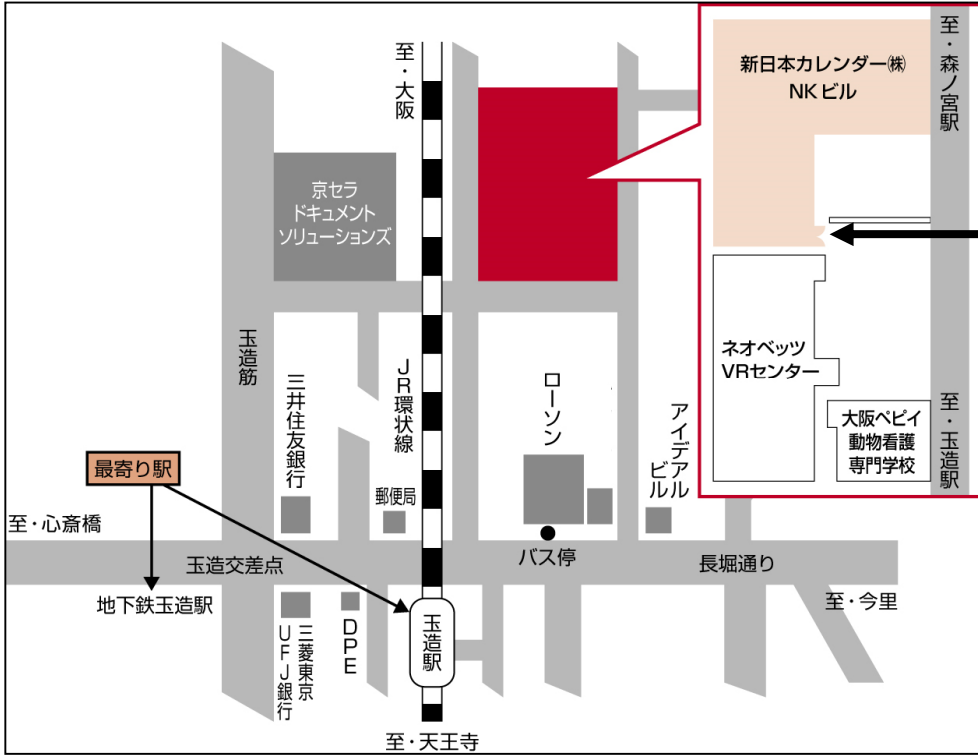 至・大阪
新日本カレンダー㈱
NKビル
至・森ノ宮駅
京セラ
ドキュメント
ソリューションズ
玉造筋
三井住友銀行
JR環状線
ローソン
アイデアル
ビル
ネオベッツ
VRセンター
大阪ペピイ
動物看護
専門学校
至・玉造駅
最寄り駅
郵便局
至・心斎橋
玉造交差点
バス停
長堀通り
地下鉄玉造駅
三菱東京
UFJ銀行
DPE
玉造駅
至・今里
至・天王寺